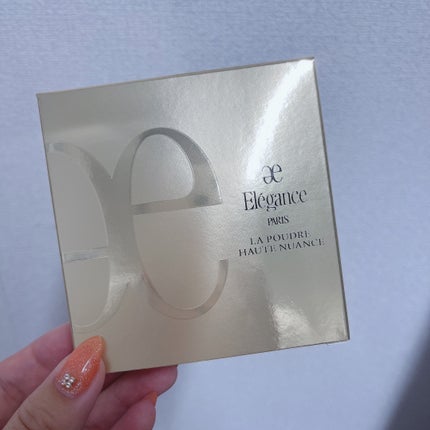 æ
Elégance
PARIS
LA POUDRE
HAUTE NUANCE